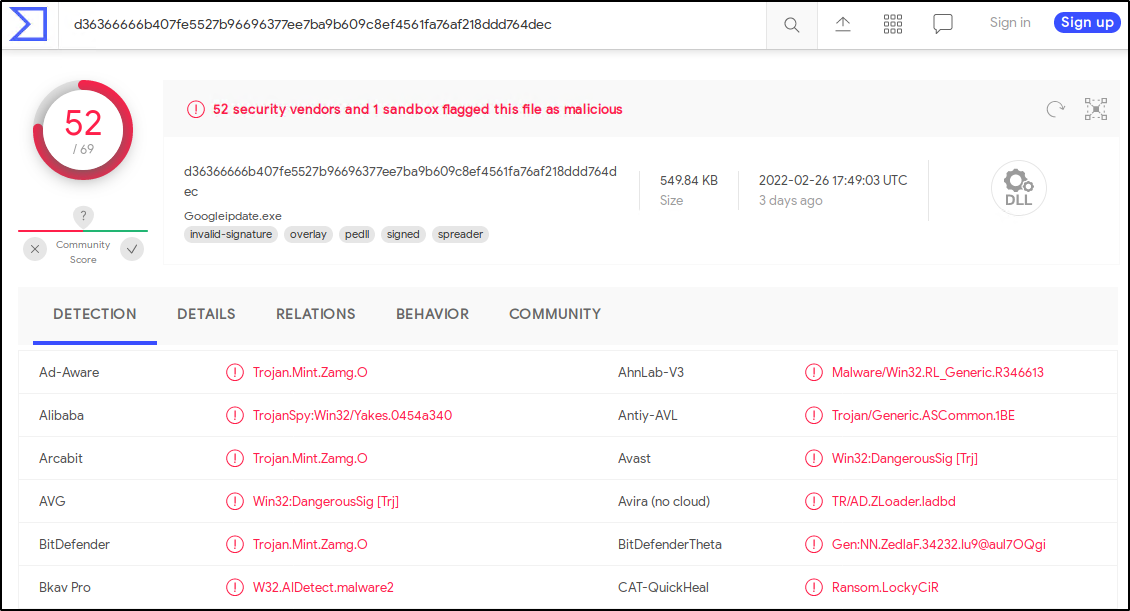 d36366666b407fe5527b96696377ee7ba9b609c8ef4561fa76af218ddd764dec
Sign in
Sign up
52
/ 69
52 security vendors and 1 sandbox flagged this file as malicious
d36366666b407fe5527b96696377ee7ba9b609c8ef4561fa76af218ddd764d
ec
Googleipdate.exe
invalid-signature overlay pedll signed spreader
549.84 KB
Size
2022-02-26 17:49:03 UTC
3 days ago
DLL
?
Community
Score
DETECTION DETAILS RELATIONS BEHAVIOR COMMUNITY
Ad-Aware Trojan.Mint.Zamg.O AhnLab-V3 Malware/Win32.RL_Generic.R346613
Alibaba TrojanSpy:Win32/Yakes.0454a340 Antiy-AVL Trojan/Generic.ASCommon.1BE
Arcabit Trojan.Mint.Zamg.O Avast Win32:DangerousSig [Trj]
AVG Win32:DangerousSig [Trj] Avira (no cloud) TR/AD.ZLoader.ladbd
BitDefender Trojan.Mint.Zamg.O BitDefenderTheta Gen:NN.ZedlaF.34232.lu9@aul7OQgi
Bkav Pro W32.AIDetect.malware2 CAT-QuickHeal Ransom.LockyCiR